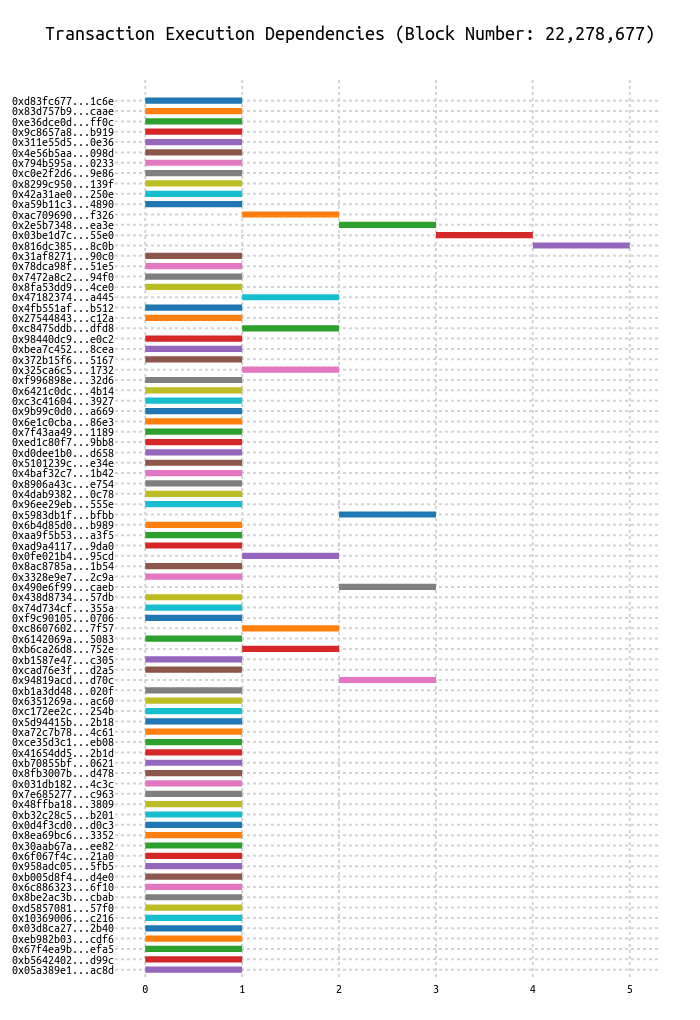 Transaction Execution Dependencies (Block Number: 22,278,677)
0xd83fc677...1c6e
0x83d757b9...caae
0xe36dce0d...ff0c
0x9c8657a8...b919
0x311e55d5...0e36
0x4e56b5aa...098d
0x794b595a...0233
0xc0e2f2d6...9e86
0x8299c950...139f
0x42a31ae0...250e
0xa59b11c3...4890
0xac709690...f326
0x2e5b7348...ea3e
0x03be1d7c...55e0
0x816dc385...8c0b
0x31af8271...90c0
0x78dca98f...51e5
0x7472a8c2...94f0
0x8fa53dd9...4ce0
0x47182374...a445
0x4fb551af...b512
0x27544843...c12a
0xc8475ddb...dfd8
0x98440dc9...e0c2
0xbea7c452...8cea
0x372b15f6...5167
0x325ca6c5...1732
0xf996898e...32d6
0x6421c0dc...4b14
0xc3c41604...3927
0x9b99c0d0...a669
0x6e1c0cba...86e3
0x7f43aa49...1189
0xed1c80f7...9bb8
0xd0dee1b0...d658
0x5101239c...e34e
0x4baf32c7...1b42
0x8906a43c...e754
0x4dab9382...0c78
0x96ee29eb...555e
0x5983db1f...bfbb
0x6b4d85d0...b989
0xaa9f5b53...a3f5
0xad9a4117...9da0
0x0fe021b4...95cd
0x8ac8785a...1b54
0x3328e9e7...2c9a
0x490e6f99...caeb
0x438d8734...57db
0x74d734cf...355a
0xf9c90105...0706
0xc8607602...7f57
0x6142069a...5083
0xb6ca26d8...752e
0xb1587e47...c305
0xcad76e3f...d2a5
0x94819acd...d70c
0xb1a3dd48...020f
0x6351269a...ac60
0xc172ee2c...254b
0x5d94415b...2b18
0xa72c7b78...4c61
0xce35d3c1...eb08
0x41654dd5...2b1d
0xb70855bf...0621
0x8fb3007b...d478
0x031db182...4c3c
0x7e685277...c963
0x48ffba18...3809
0xb32c28c5...b201
0x0d4f3cd0...d0c3
0x8ea69bc6...3352
0x30aab67a...ee82
0x6f067f4c...21a0
0x958adc05...5fb5
0xb005d8f4...d4e0
0x6c886323...6f10
0x8be2ac3b...cbab
0xd5857081...57f0
0x10369006...c216
0x03d8ca27...2b40
0xeb982b03...cdf6
0x67f4ea9b...efa5
0xb5642402...d99c
0x05a389e1...ac8d
0 1 2 3 4 5